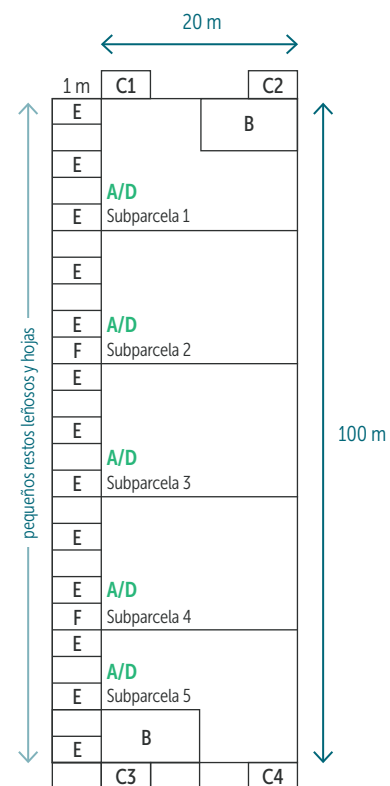 20 m
1 m
C1
C2
E
B
E
A/D
E
Subparcela 1
E
E
A/D
F
Subparcela 2
E
E
A/D
E
Subparcela 3
E
E
A/D
F
Subparcela 4
E
A/D
E
Subparcela 5
B
E
C3
C4
pequeños restos leñosos y hojas
100 m